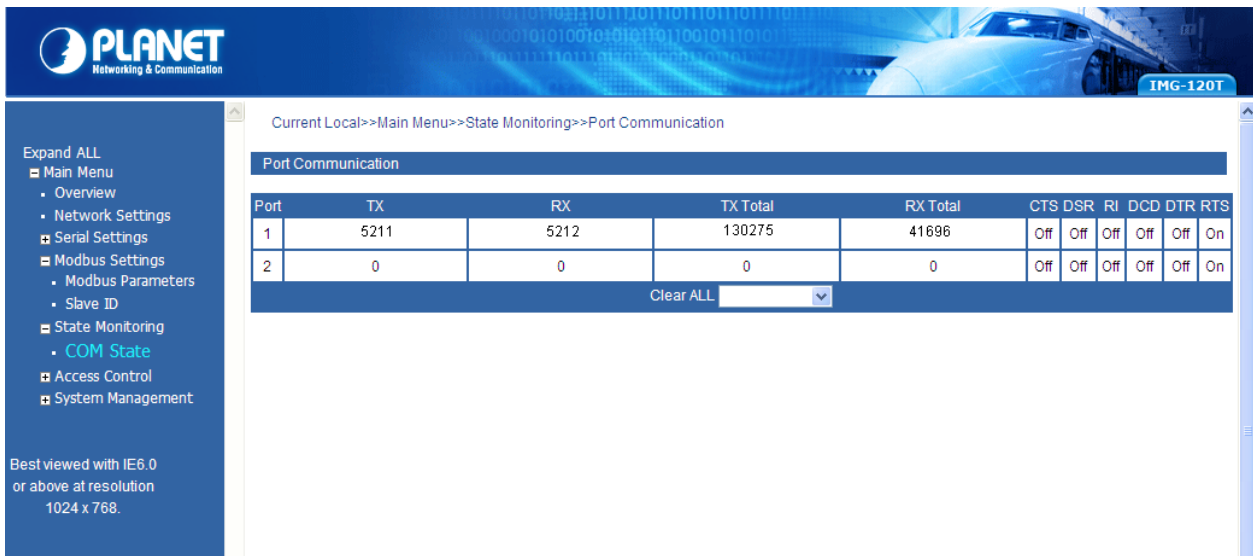 PLANET
Networking & Communication
IMG-120T
Expand ALL
Main Menu
Overview
Network Settings
Serial Settings
Modbus Settings
Modbus Parameters
Slave ID
State Monitoring
COM State
Access Control
System Management
Best viewed with IE6.0
or above at resolution
1024 x 768.
Current Local>>Main Menu>>State Monitoring>>Port Communication
Port Communication
Port TX RX TX Total RX Total CTS DSR RI DCD DTR RTS
1 5211 5212 130275 41696 Off Off Off Off Off On
2 0 0 0 0 Off Off Off Off Off On
Clear ALL